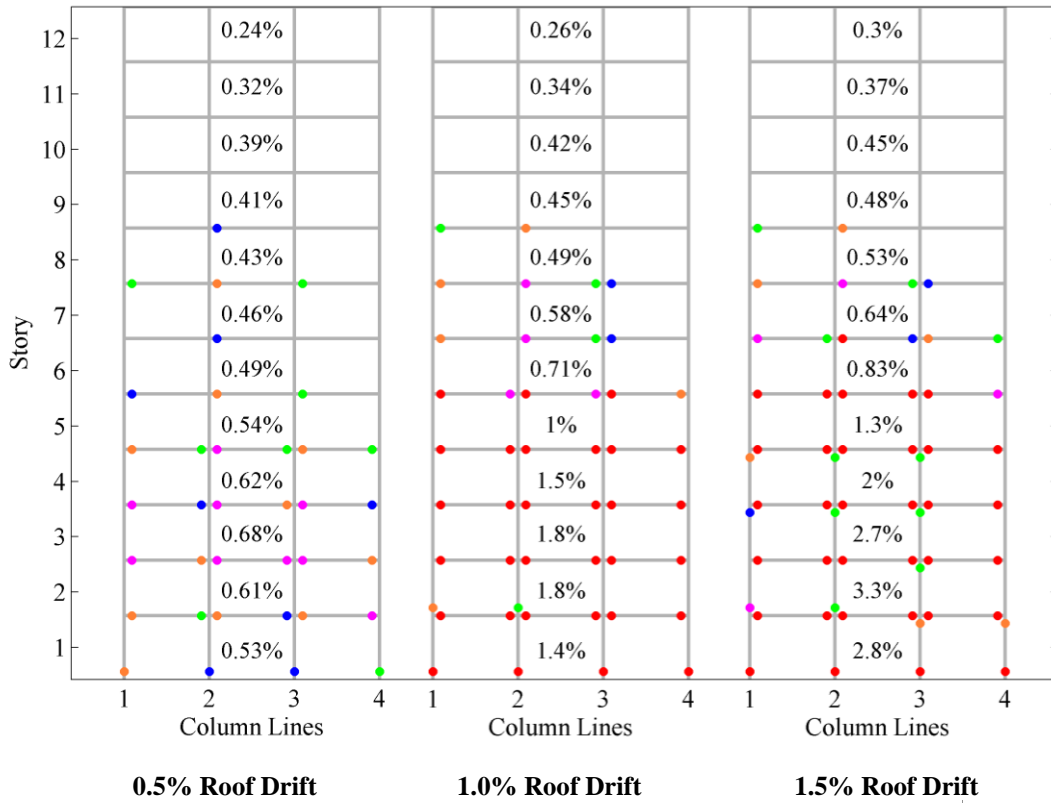 12 0.24% 0.26% 0.3%
11 0.32% 0.34% 0.37%
10 0.39% 0.42% 0.45%
9 0.41% 0.45% 0.48%
8 0.43% 0.49% 0.53%
7 0.46% 0.58% 0.64%
6 0.49% 0.71% 0.83%
5 0.54% 1% 1.3%
4 0.62% 1.5% 2%
3 0.68% 1.8% 2.7%
2 0.61% 1.8% 3.3%
1 0.53% 1.4% 2.8%
Story
1 2 3 4 1 2 3 4 1 2 3 4
Column Lines Column Lines Column Lines
0.5% Roof Drift 1.0% Roof Drift 1.5% Roof Drift